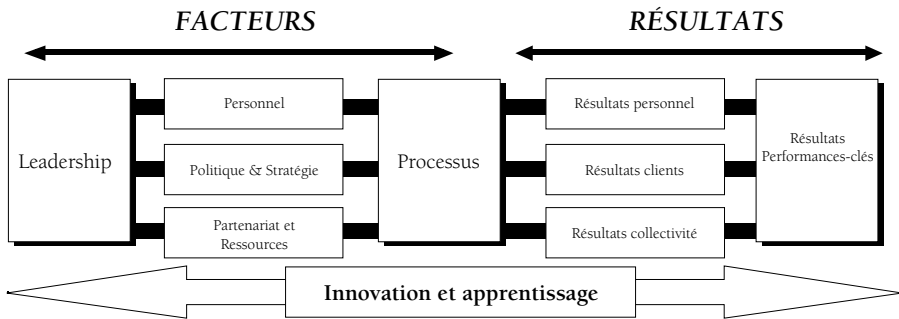 FACTEURS
RÉSULTATS
Leadership
Personnel
Politique & Stratégie
Partenariat et
Ressources
Processus
Résultats personnel
Résultats clients
Résultats collectivité
Résultats
Performances-clés
Innovation et apprentissage